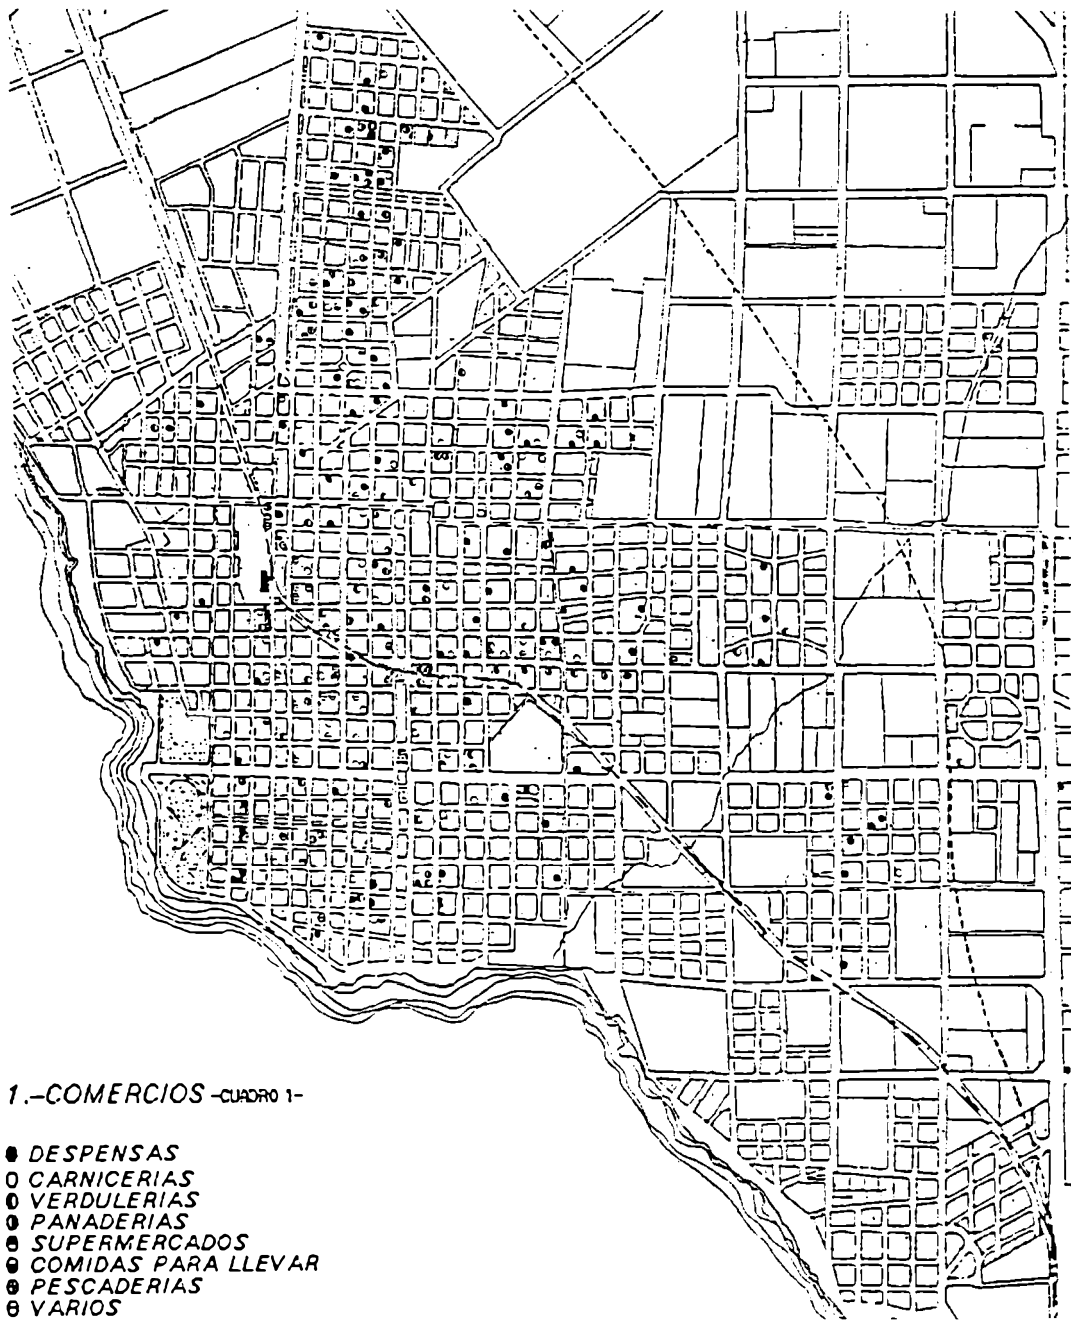 1.-COMERCIOS -CUADRO 1-
DESPENSAS
CARNICERIAS
VERDULERIAS
PANADERIAS
SUPERMERCADOS
COMIDAS PARA LLEVAR
PESCADERIAS
VARIOS